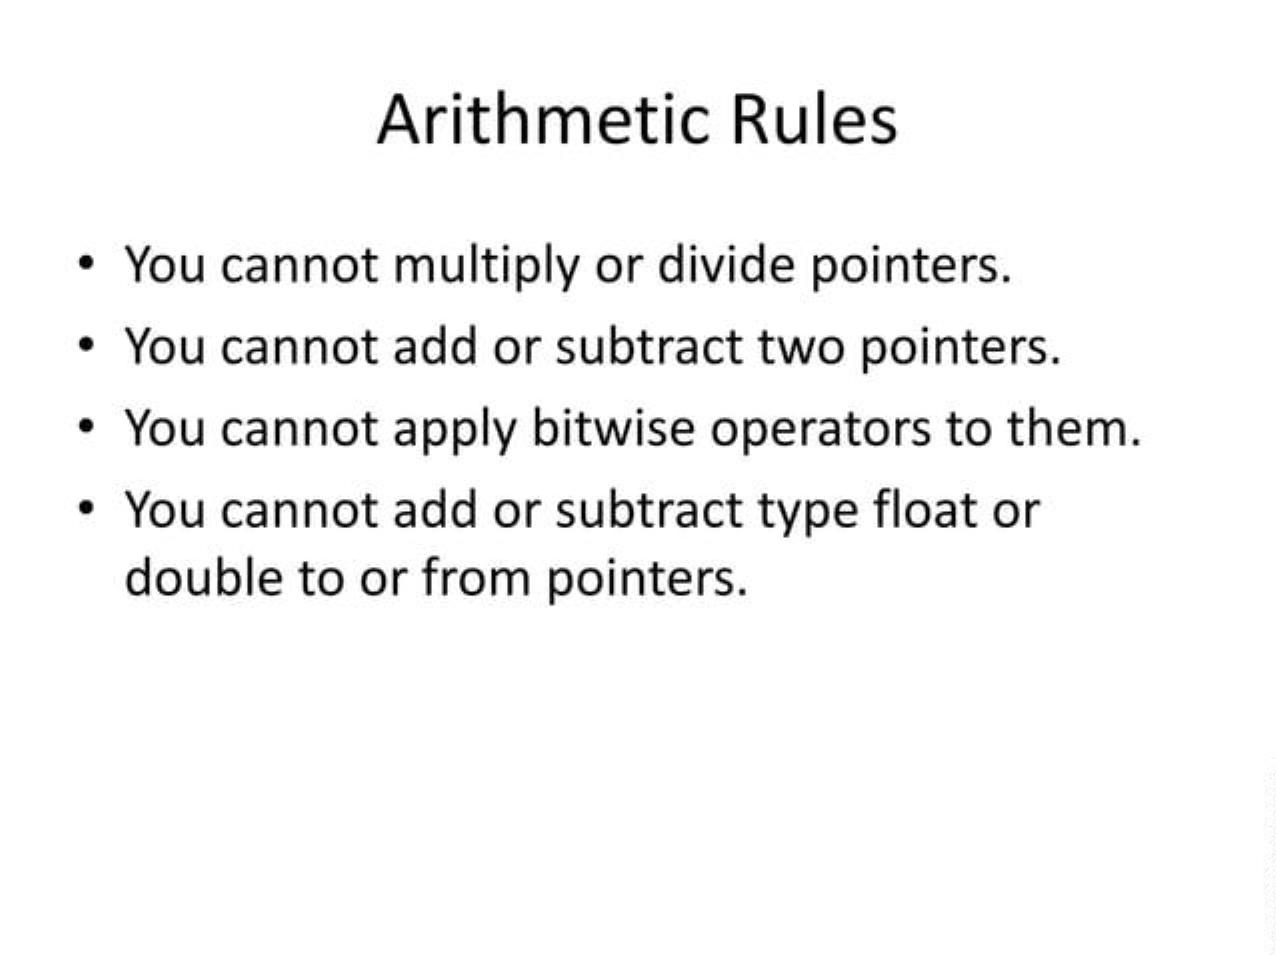 Arithmetic Rules
• You cannot multiply or divide pointers.
• You cannot add or subtract two pointers.
• You cannot apply bitwise operators to them.
• You cannot add or subtract type float or
double to or from pointers.